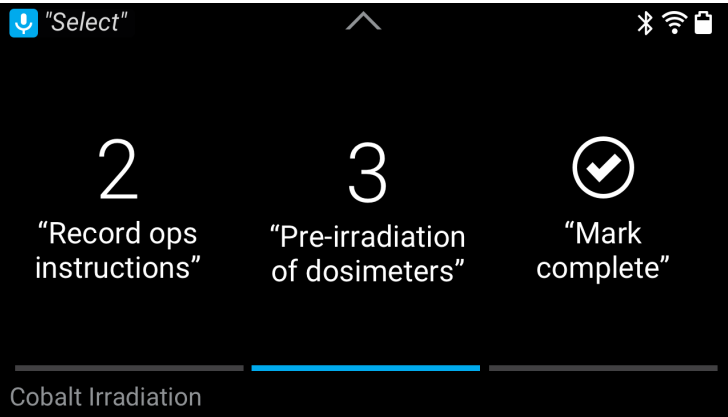 "Select"
2
“Record ops
instructions”
3
“Pre-irradiation
of dosimeters”
“Mark
complete”
Cobalt Irradiation